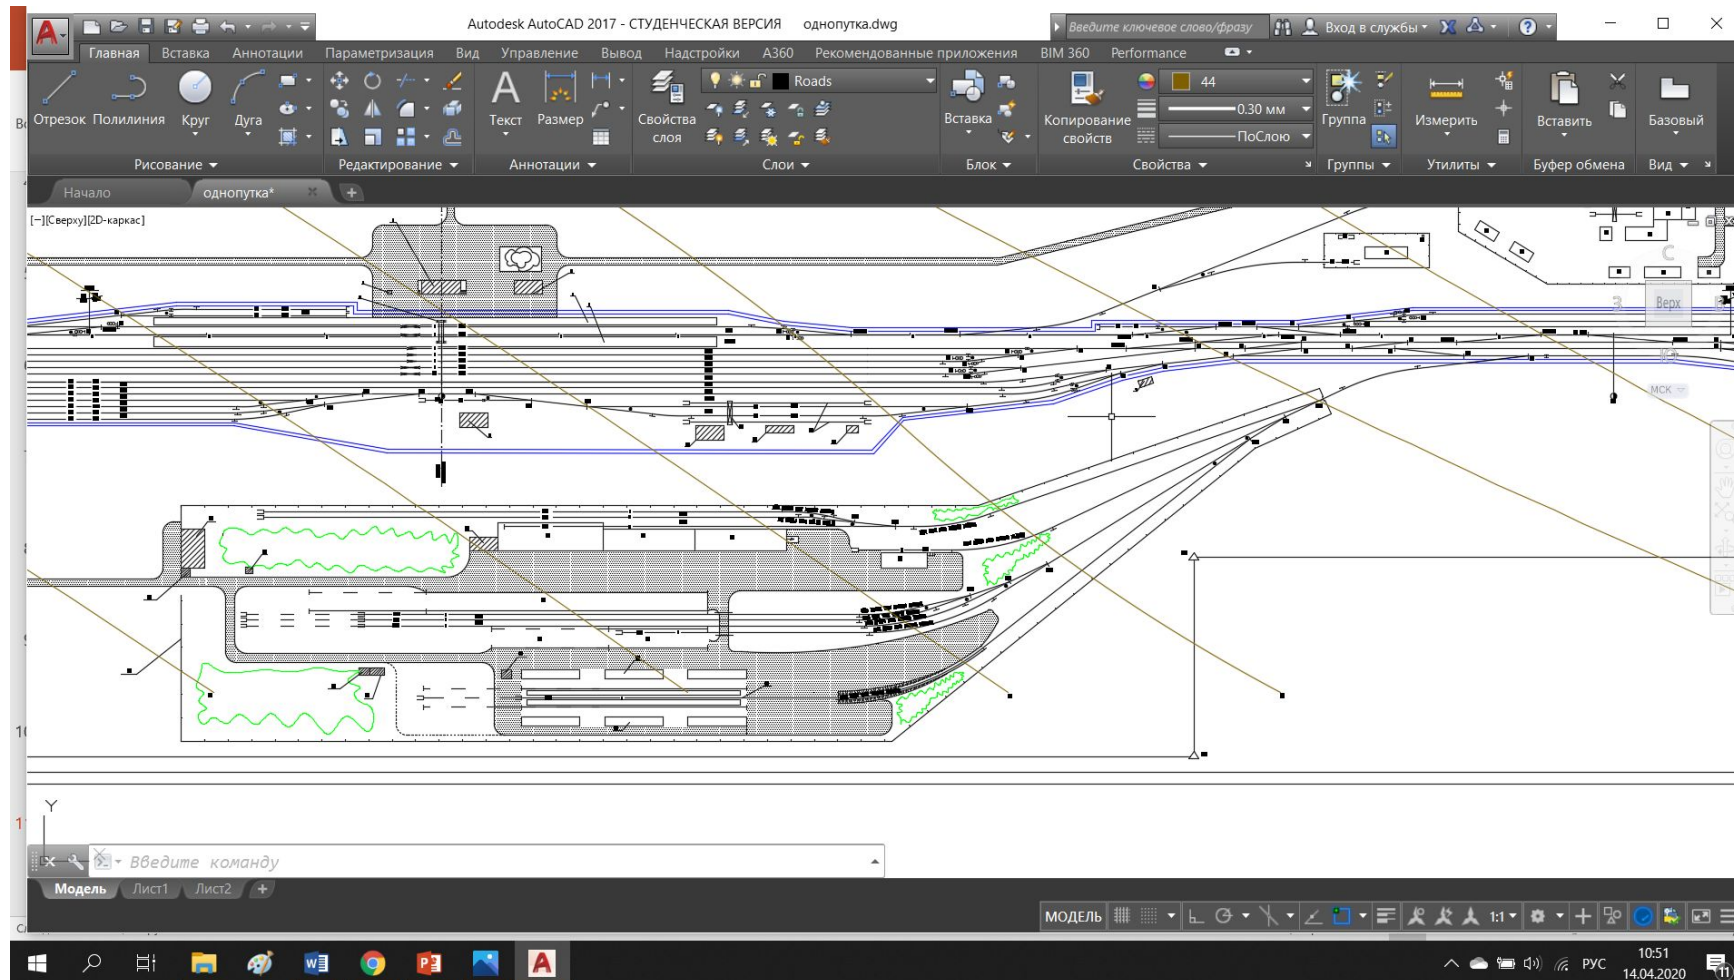 Autodesk AutoCAD 2017 - СТУДЕНЧЕСКАЯ ВЕРСИЯ однопутка.dwg
Введите ключевое слово/фразу
Вход в службы
Главная Вставка Аннотации Параметризация Вид Управление Вывод Надстройки A360 Рекомендованные приложения BIM 360 Performance
Roads
44
0.30 мм
ПоСлою
Отрезок Полилиния Круг Дуга
Текст Размер
Свойства слоя
Вставка
Копирование свойств
Группа
Измерить
Вставить
Базовый
Рисование Редактирование Аннотации Слои Блок Свойства Группы Утилиты Буфер обмена Вид
Начало однопутка*
[−][Сверху][2D-каркас]
С
З Верх В
МСК
Y
Введите команду
Модель Лист1 Лист2
МОДЕЛЬ 1:1
РУС
10:51
14.04.2020